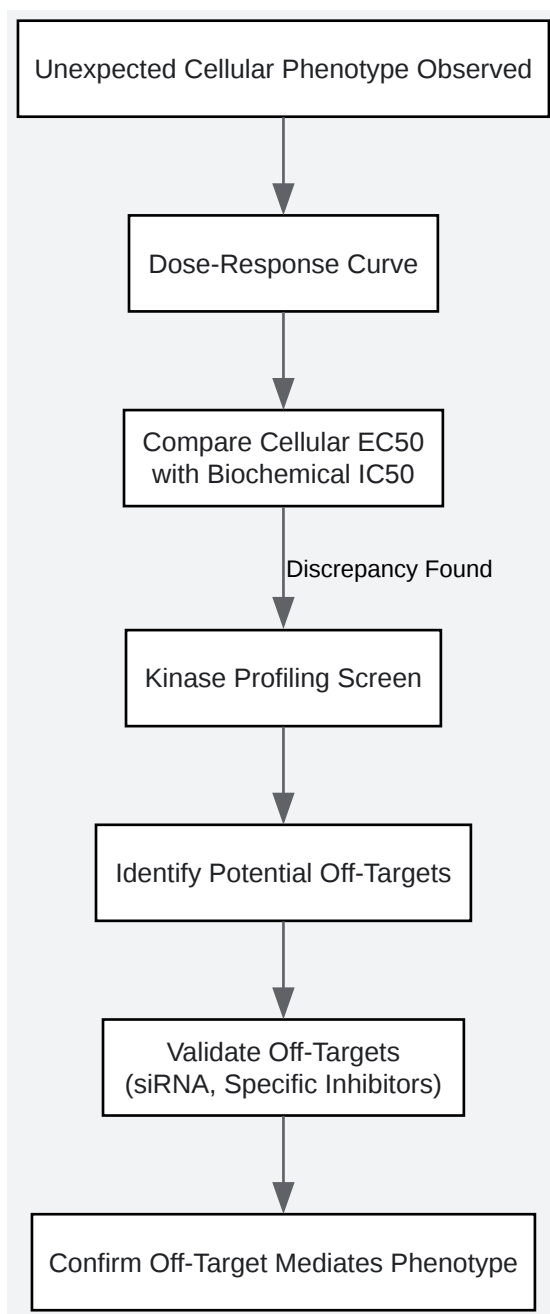 Unexpected Cellular Phenotype Observed
Dose-Response Curve
Compare Cellular EC50
with Biochemical IC50
Discrepancy Found
Kinase Profiling Screen
Identify Potential Off-Targets
Validate Off-Targets
(siRNA, Specific Inhibitors)
Confirm Off-Target Mediates Phenotype